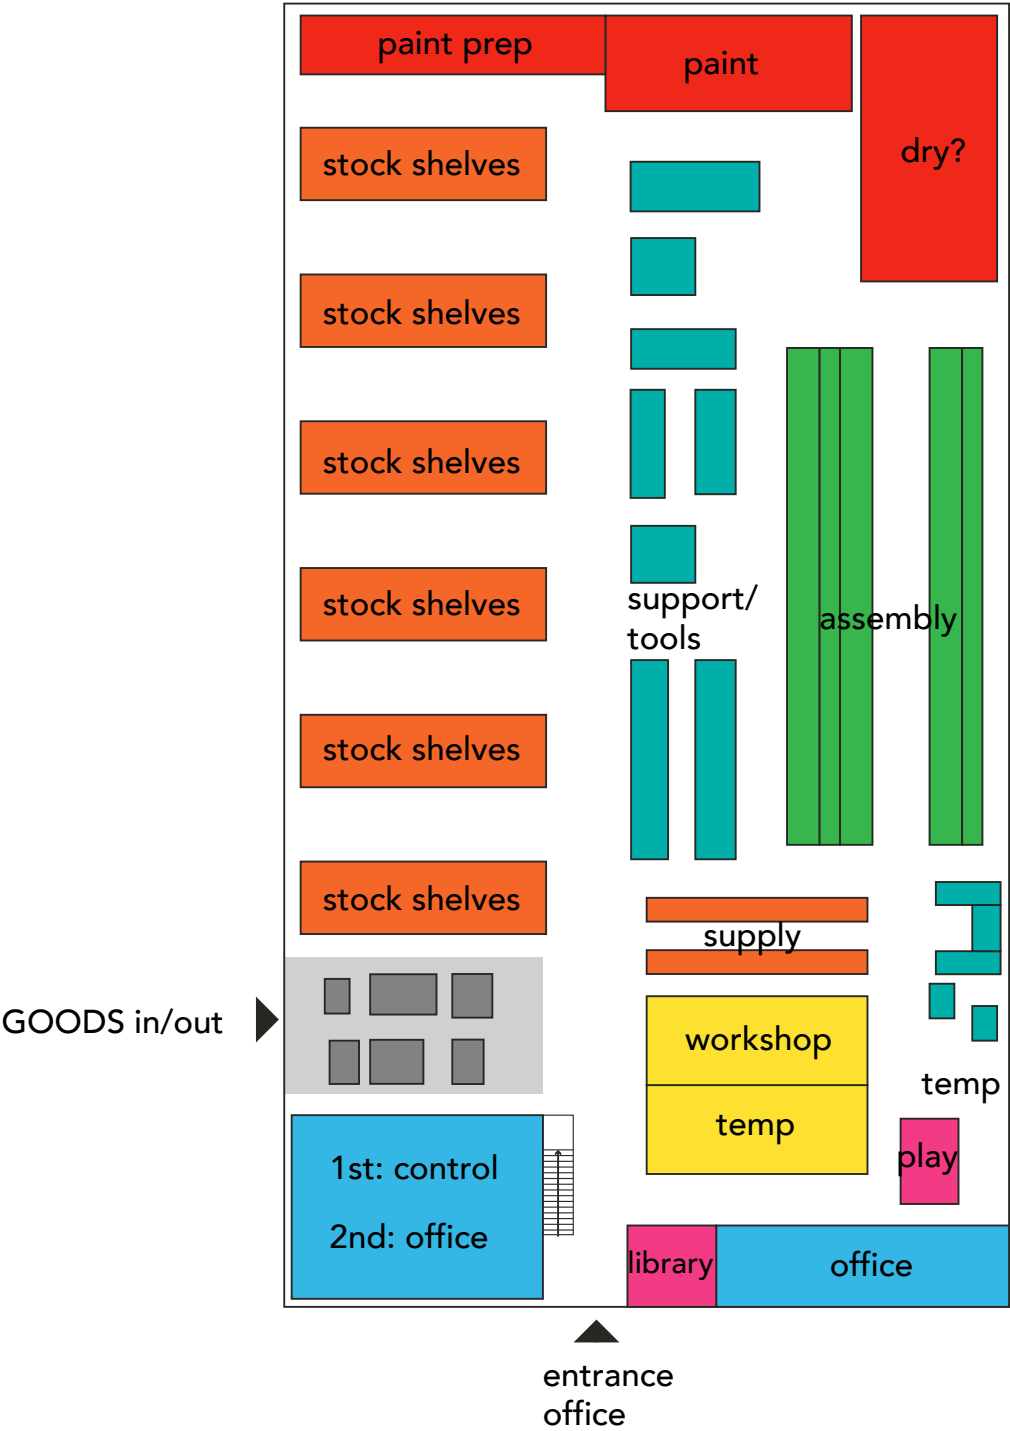 paint prep
paint
dry?
stock shelves
stock shelves
stock shelves
stock shelves
support/
tools
assembly
stock shelves
stock shelves
supply
GOODS in/out
workshop
temp
temp
play
1st: control
2nd: office
library
office
entrance
office